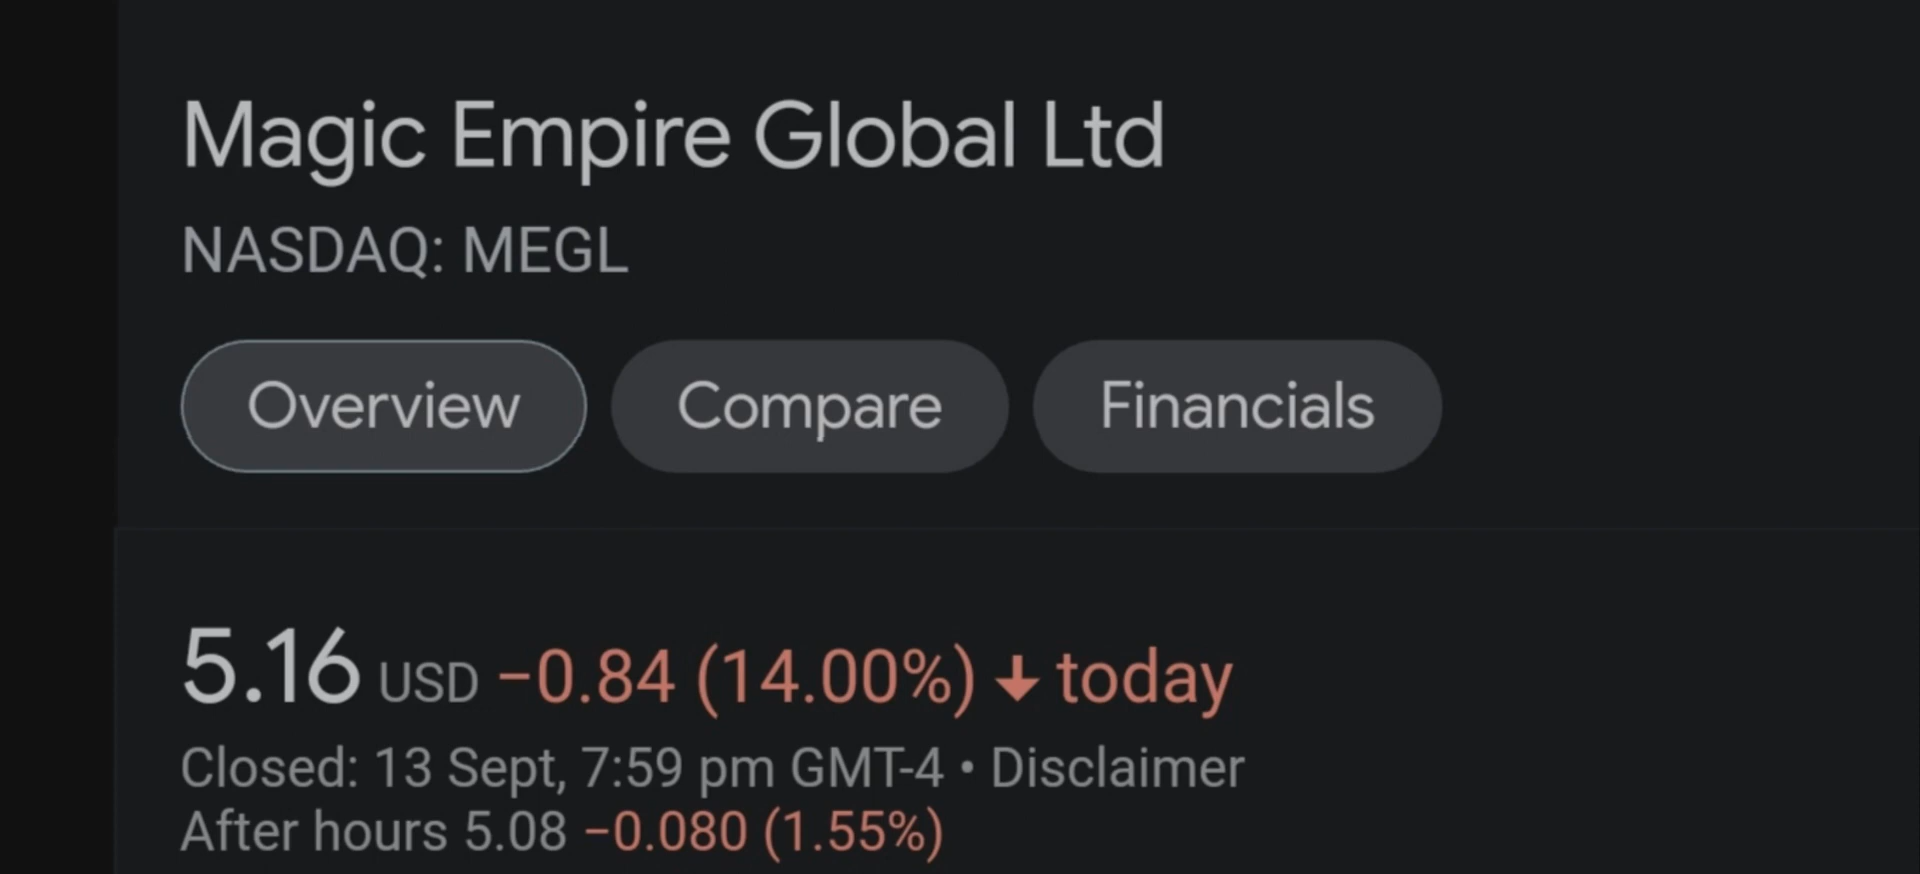 Magic Empire Global Ltd
NASDAQ: MEGL
Overview Compare Financials
5.16 USD −0.84 (14.00%) ↓ today
Closed: 13 Sept, 7:59 pm GMT-4 • Disclaimer
After hours 5.08 −0.080 (1.55%)